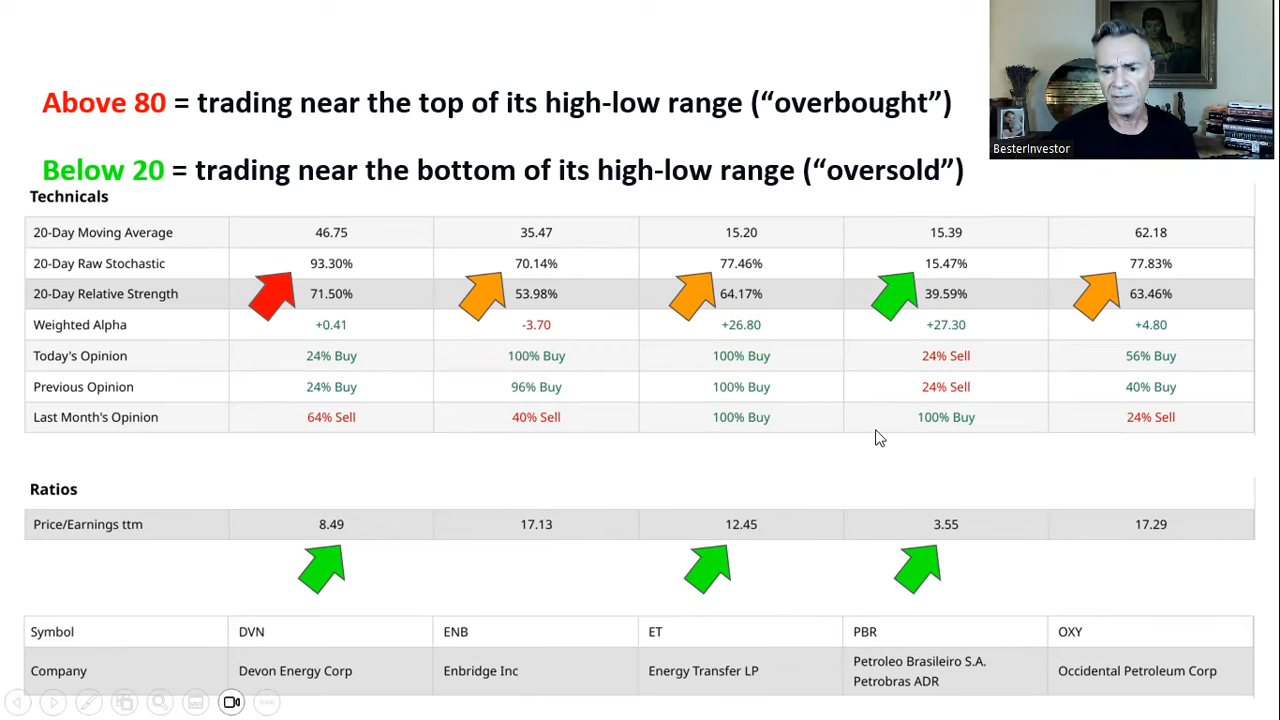 Above 80 = trading near the top of its high-low range (“overbought”)
BesterInvestor
Below 20 = trading near the bottom of its high-low range (“oversold”)
Technicals
20-Day Moving Average 46.75 35.47 15.20 15.39 62.18
20-Day Raw Stochastic 93.30% 70.14% 77.46% 15.47% 77.83%
20-Day Relative Strength 71.50% 53.98% 64.17% 39.59% 63.46%
Weighted Alpha +0.41 -3.70 +26.80 +27.30 +4.80
Today's Opinion 24% Buy 100% Buy 100% Buy 24% Sell 56% Buy
Previous Opinion 24% Buy 96% Buy 100% Buy 24% Sell 40% Buy
Last Month's Opinion 64% Sell 40% Sell 100% Buy 100% Buy 24% Sell
Ratios
Price/Earnings ttm 8.49 17.13 12.45 3.55 17.29
Symbol DVN ENB ET PBR OXY
Company Devon Energy Corp Enbridge Inc Energy Transfer LP Petroleo Brasileiro S.A. Occidental Petroleum Corp
Petrobras ADR